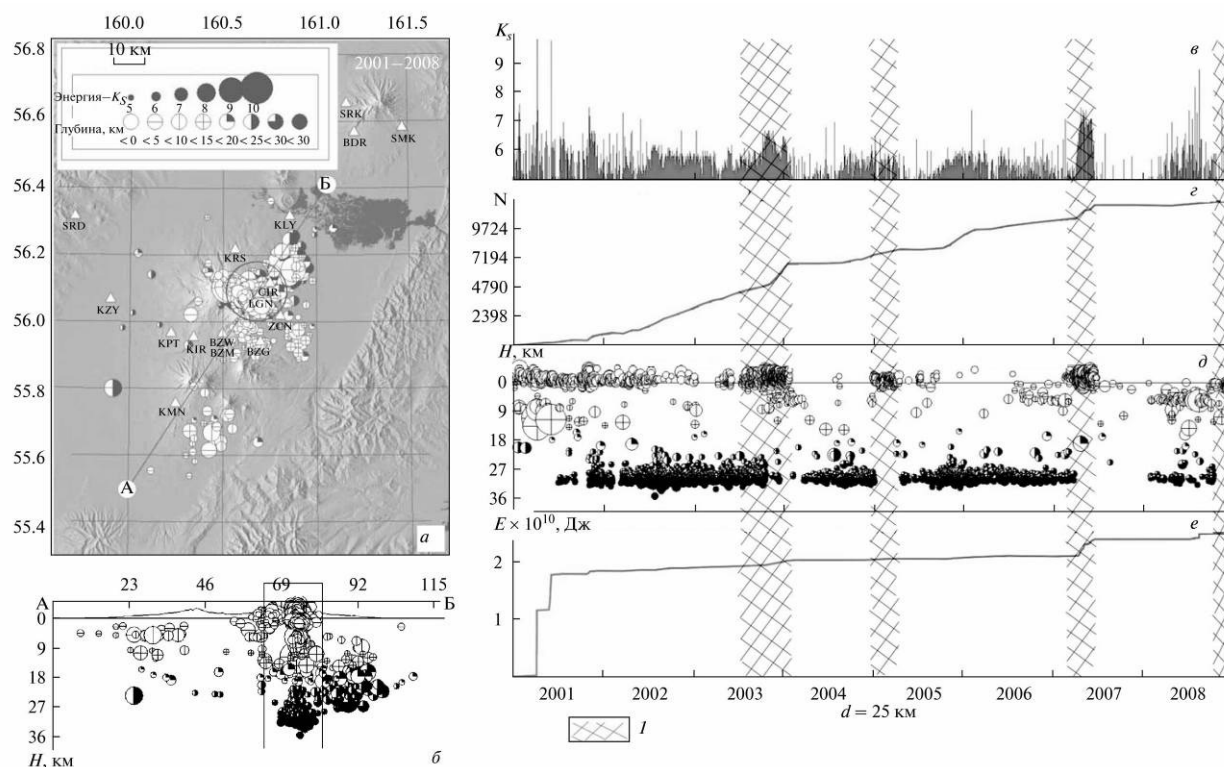 160.0 160.5 161.0 161.5
56.8
56.6
56.4
56.2
56.0
55.8
55.6
55.4
10 км
2001–2008
Энергия–K_S
5 6 7 8 9 10
Глубина, км
< 0 < 5 < 10 < 15 < 20 < 25 < 30 < 30
SRK
BDR
SMK
Б
SRD
KLY
KRS
CIR
LGN
KZY
ZCN
KPT
KIR
BZW
BZM
BZG
KMN
А
а
23 46 69 92 115
А
Б
0
9
18
27
36
H, км
б
K_s
9
8
7
6
в
N
9724
7194
4790
2398
г
H, км
0
9
18
27
36
д
E × 10^10, Дж
2
1
е
2001 2002 2003 2004 2005 2006 2007 2008
d = 25 км
1